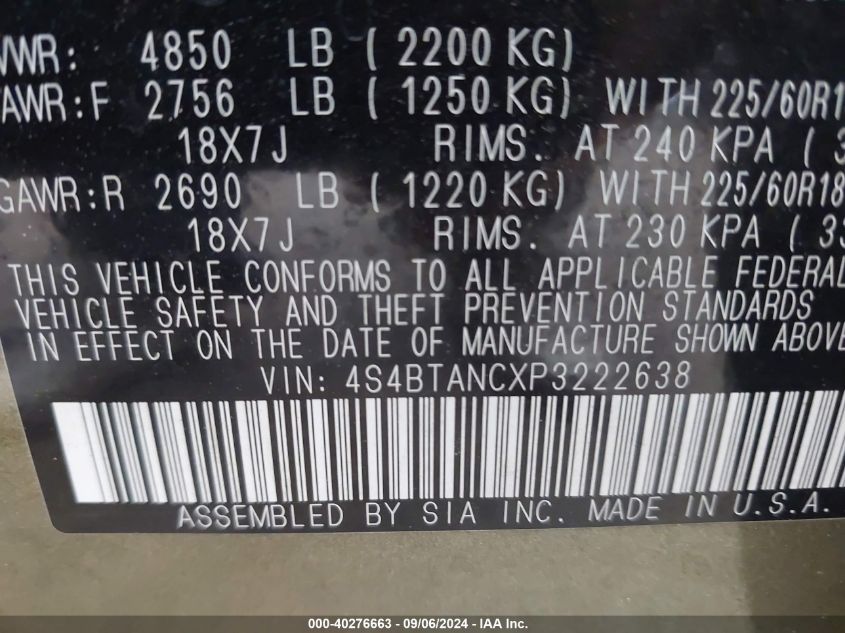 VWR: 4850 LB ( 2200 KG)
AWR:F 2756 LB ( 1250 KG) WITH 225/60R1
18X7J RIMS. AT 240 KPA ( 3
GAWR:R 2690 LB ( 1220 KG) WITH 225/60R18
18X7J RIMS. AT 230 KPA ( 33
THIS VEHICLE CONFORMS TO ALL APPLICABLE FEDERAL
VEHICLE SAFETY AND THEFT PREVENTION STANDARDS
IN EFFECT ON THE DATE OF MANUFACTURE SHOWN ABOVE
VIN: 4S4BTANCXP3222638
ASSEMBLED BY SIA INC. MADE IN U.S.A.
000-40276663 - 09/06/2024 - IAA Inc.